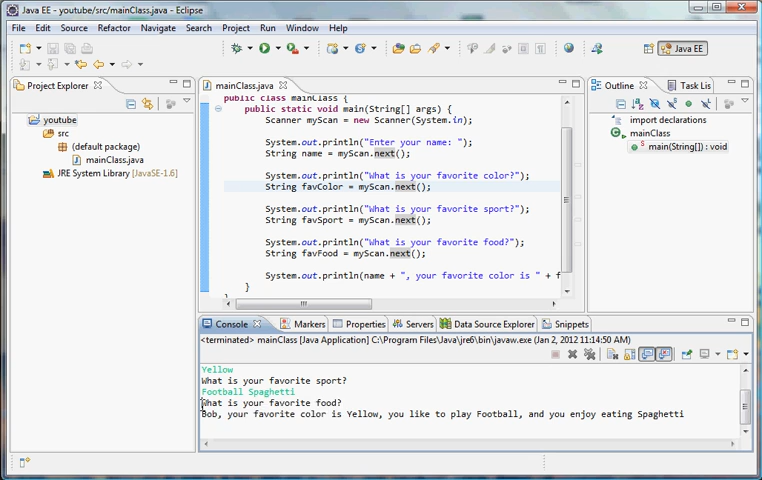 Java EE - youtube/src/mainClass.java - Eclipse
File Edit Source Refactor Navigate Search Project Run Window Help
Java EE
Project Explorer
youtube
src
(default package)
mainClass.java
JRE System Library [JavaSE-1.6]
mainClass.java
public class mainClass {
public static void main(String[] args) {
Scanner myScan = new Scanner(System.in);
System.out.println("Enter your name: ");
String name = myScan.next();
System.out.println("What is your favorite color?");
String favColor = myScan.next();
System.out.println("What is your favorite sport?");
String favSport = myScan.next();
System.out.println("What is your favorite food?");
String favFood = myScan.next();
System.out.println(name + ", your favorite color is " + f
}
}
Outline Task Lis
import declarations
mainClass
main(String[]) : void
Console Markers Properties Servers Data Source Explorer Snippets
<terminated> mainClass [Java Application] C:\Program Files\Java\jre6\bin\javaw.exe (Jan 2, 2012 11:14:50 AM)
Yellow
What is your favorite sport?
Football Spaghetti
What is your favorite food?
Bob, your favorite color is Yellow, you like to play Football, and you enjoy eating Spaghetti